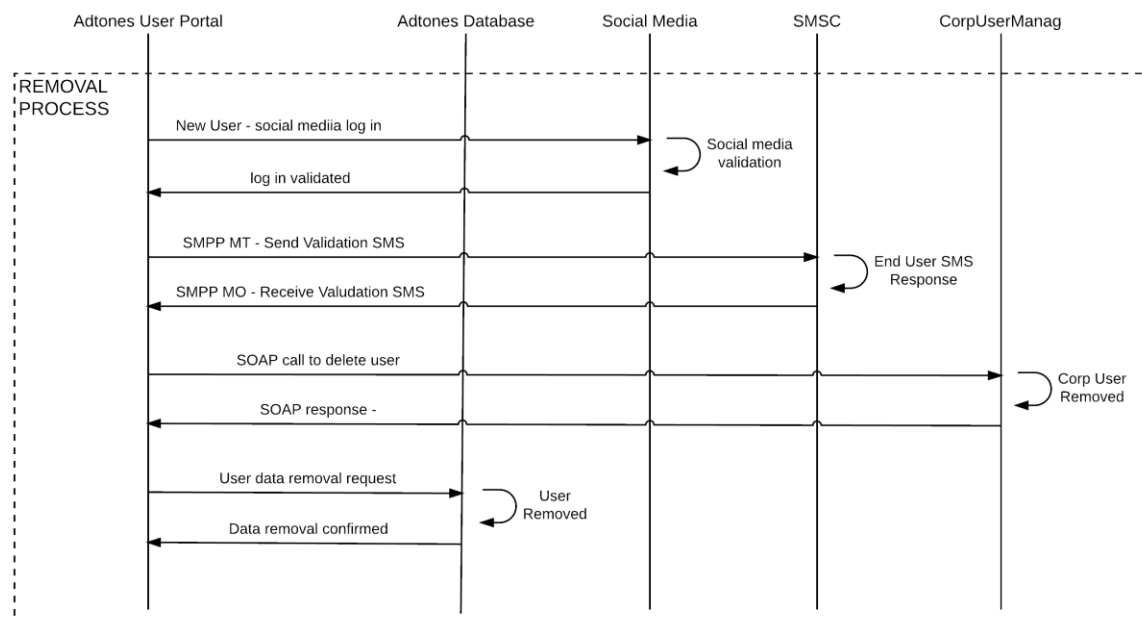 Adtones User Portal
Adtones Database
Social Media
SMSC
CorpUserManag
REMOVAL
PROCESS
New User - social mediia log in
Social media
validation
log in validated
SMPP MT - Send Validation SMS
End User SMS
Response
SMPP MO - Receive Valudation SMS
SOAP call to delete user
Corp User
Removed
SOAP response -
User data removal request
User
Removed
Data removal confirmed